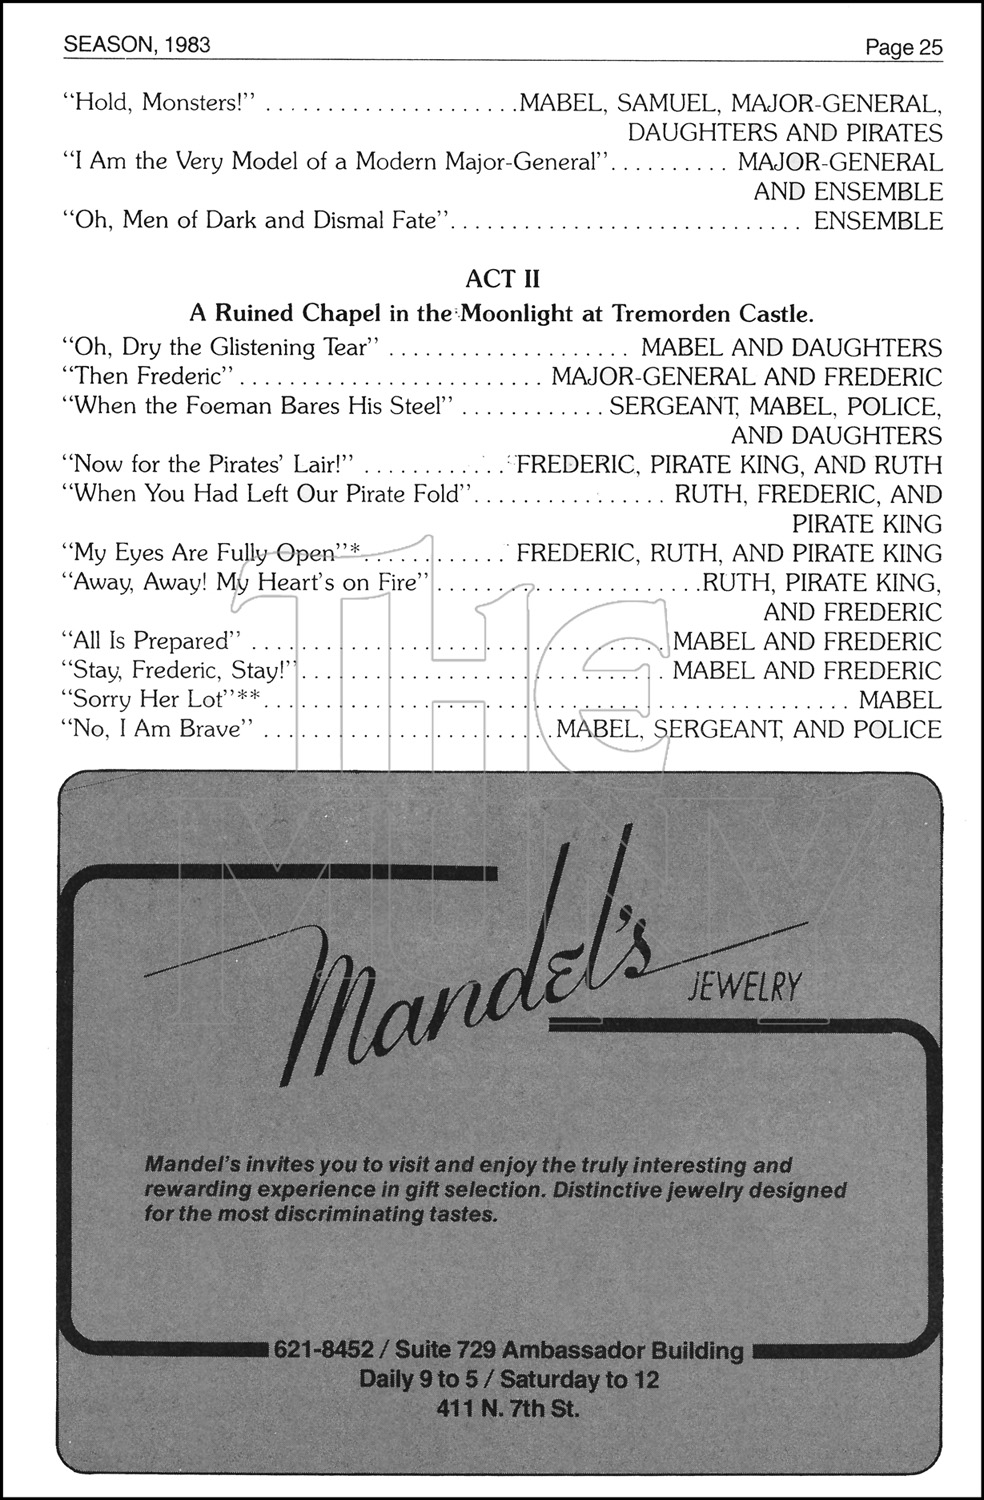 SEASON, 1983
Page 25
“Hold, Monsters!” . . . . . . . . . . . . . . . . . . . . .MABEL, SAMUEL, MAJOR-GENERAL,
DAUGHTERS AND PIRATES
“I Am the Very Model of a Modern Major-General”. . . . . . . . . . MAJOR-GENERAL
AND ENSEMBLE
“Oh, Men of Dark and Dismal Fate”. . . . . . . . . . . . . . . . . . . . . . . . . . . . . ENSEMBLE
ACT II
A Ruined Chapel in the Moonlight at Tremorden Castle.
“Oh, Dry the Glistening Tear” . . . . . . . . . . . . . . . . . . . . MABEL AND DAUGHTERS
“Then Frederic” . . . . . . . . . . . . . . . . . . . . . . . . . MAJOR-GENERAL AND FREDERIC
“When the Foeman Bares His Steel” . . . . . . . . . . . . SERGEANT, MABEL, POLICE,
AND DAUGHTERS
“Now for the Pirates’ Lair!” . . . . . . . . . . . . FREDERIC, PIRATE KING, AND RUTH
“When You Had Left Our Pirate Fold”. . . . . . . . . . . . . . . . RUTH, FREDERIC, AND
PIRATE KING
“My Eyes Are Fully Open”*. . . . . . . . . . . . FREDERIC, RUTH, AND PIRATE KING
“Away, Away! My Heart’s on Fire” . . . . . . . . . . . . . . . . . . . . . .RUTH, PIRATE KING,
AND FREDERIC
“All Is Prepared” . . . . . . . . . . . . . . . . . . . . . . . . . . . . . . . . . . MABEL AND FREDERIC
“Stay, Frederic, Stay!”. . . . . . . . . . . . . . . . . . . . . . . . . . . . . . MABEL AND FREDERIC
“Sorry Her Lot”**. . . . . . . . . . . . . . . . . . . . . . . . . . . . . . . . . . . . . . . . . . . . . . . . MABEL
“No, I Am Brave” . . . . . . . . . . . . . . . . . . . . . . . .MABEL, SERGEANT, AND POLICE
THE
MUNY
Mandel’s
JEWELRY
Mandel’s invites you to visit and enjoy the truly interesting and
rewarding experience in gift selection. Distinctive jewelry designed
for the most discriminating tastes.
621-8452 / Suite 729 Ambassador Building
Daily 9 to 5 / Saturday to 12
411 N. 7th St.